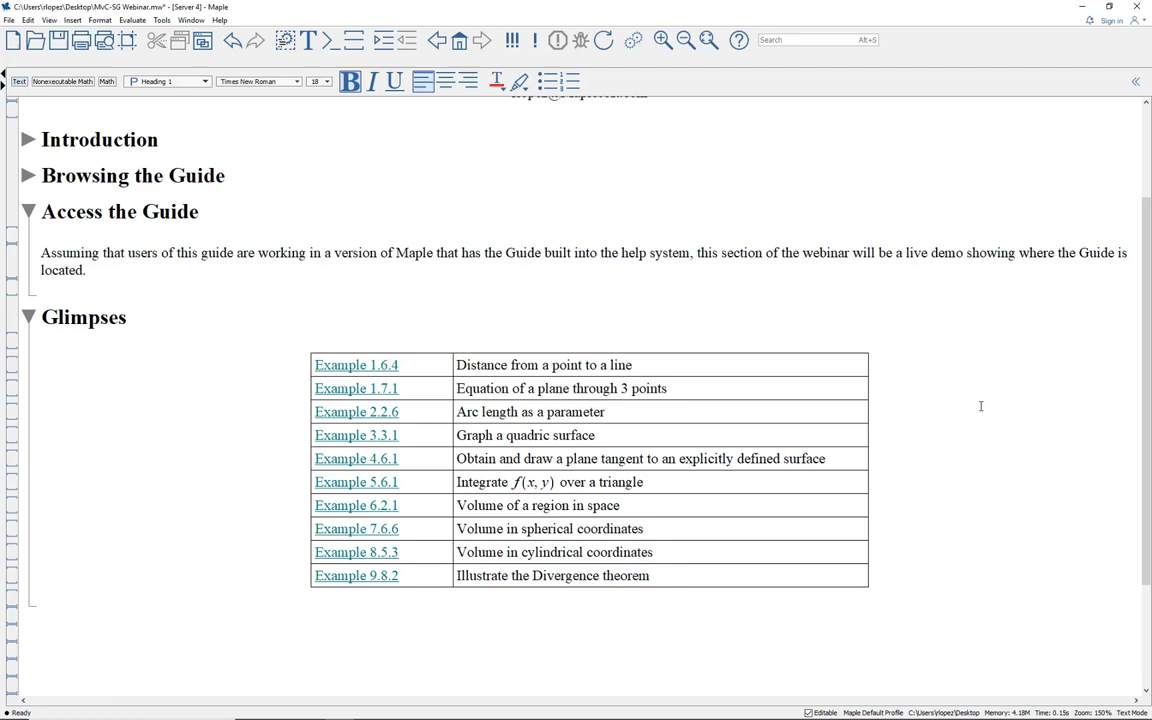 C:\Users\rlopez\Desktop\MvC-SG Webinar.mw* - [Server 4] - Maple
File Edit View Insert Format Evaluate Tools Window Help
Sign in
Search Alt+S
Text Nonexecutable Math Math P Heading 1 Times New Roman 18 B I U
Introduction
Browsing the Guide
Access the Guide
Assuming that users of this guide are working in a version of Maple that has the Guide built into the help system, this section of the webinar will be a live demo showing where the Guide is
located.
Glimpses
Example 1.6.4 Distance from a point to a line
Example 1.7.1 Equation of a plane through 3 points
Example 2.2.6 Arc length as a parameter
Example 3.3.1 Graph a quadric surface
Example 4.6.1 Obtain and draw a plane tangent to an explicitly defined surface
Example 5.6.1 Integrate f(x, y) over a triangle
Example 6.2.1 Volume of a region in space
Example 7.6.6 Volume in spherical coordinates
Example 8.5.3 Volume in cylindrical coordinates
Example 9.8.2 Illustrate the Divergence theorem
Ready Editable Maple Default Profile C:\Users\rlopez\Desktop Memory: 4.18M Time: 0.15s Zoom: 150% Text Mode